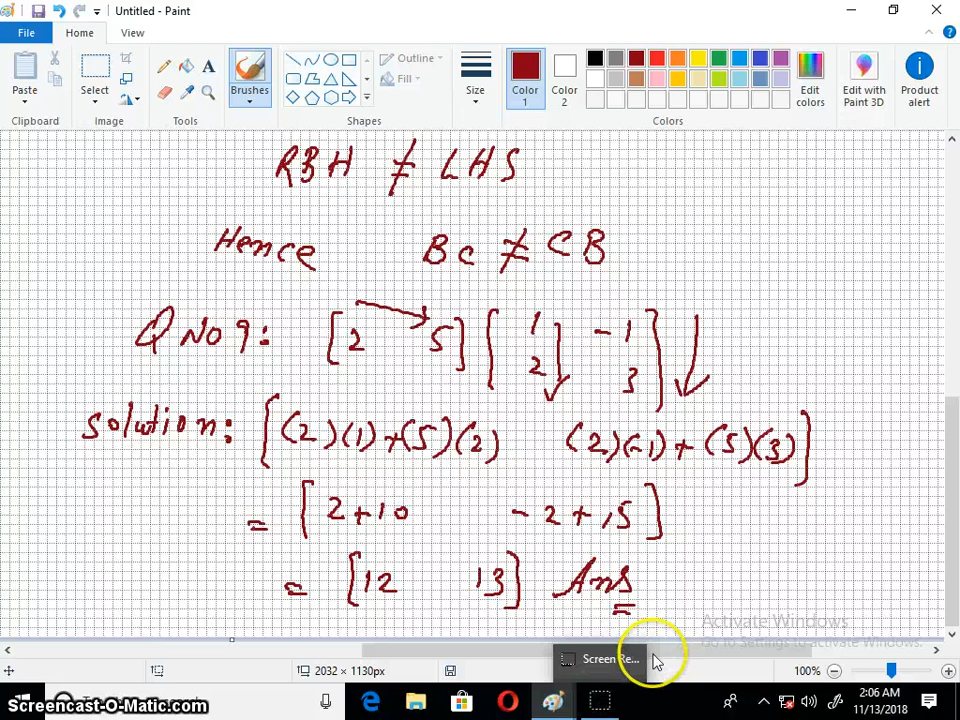 Untitled - Paint
File Home View
Paste Select Brushes Outline Fill Size Color 1 Color 2 Edit colors Edit with Paint 3D Product alert
Clipboard Image Tools Shapes Colors
RBH ≠ LHS
Hence BC ≠ CB
Q NO 9: [2 5] [1 -1
2 3]
Solution: [(2)(1)+(5)(2) (2)(-1)+(5)(3)]
= [2+10 -2+15]
= [12 13] Ans
Activate Windows
Go to Settings to activate Windows.
Screen Re...
2032 × 1130px 100%
2:06 AM
11/13/2018
Screencast-O-Matic.com